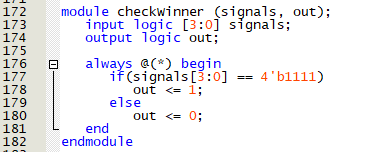 172 module checkWinner (signals, out);
173 input logic [3:0] signals;
174 output logic out;
175
176 always @(*) begin
177 if(signals[3:0] == 4'b1111)
178 out <= 1;
179 else
180 out <= 0;
181 end
182 endmodule